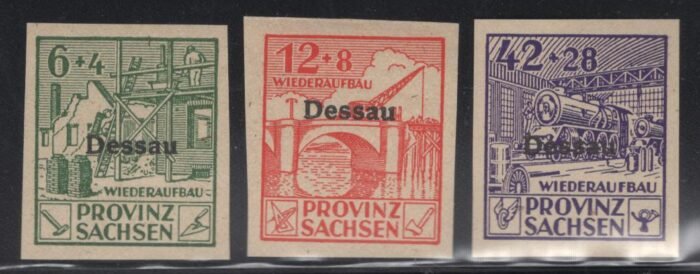 6+4
Dessau
WIEDERAUFBAU
PROVINZ
SACHSEN
12+8
WIEDERAUFBAU
Dessau
PROVINZ
SACHSEN
42+28
Dessau
WIEDERAUFBAU
PROVINZ
SACHSEN